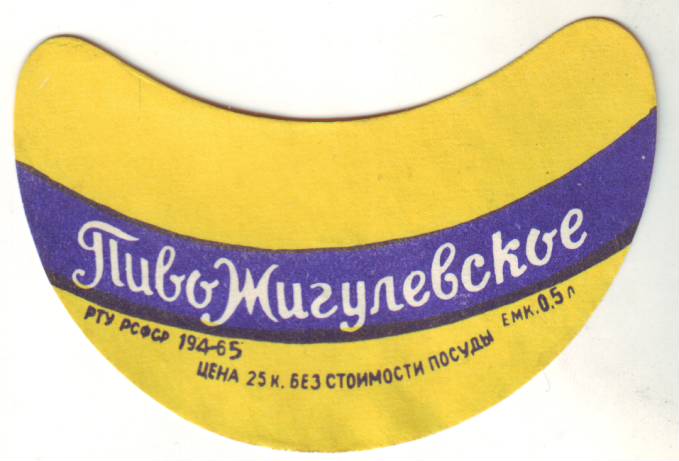 Пиво Жигулевское
РТУ РСФСР 194-65
ЦЕНА 25 к. БЕЗ СТОИМОСТИ ПОСУДЫ
ЕМК. 0,5 л